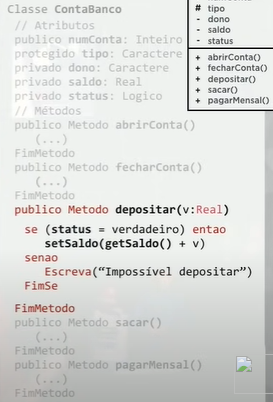 Classe ContaBanco
// Atributos
publico numConta: Inteiro
protegido tipo: Caractere
privado dono: Caractere
privado saldo: Real
privado status: Logico
// Métodos
publico Metodo abrirConta()
(...)
FimMetodo
publico Metodo fecharConta()
(...)
FimMetodo
publico Metodo depositar(v:Real)
se (status = verdadeiro) entao
setSaldo(getSaldo() + v)
senao
Escreva(“Impossível depositar”)
FimSe
FimMetodo
publico Metodo sacar()
(...)
FimMetodo
publico Metodo pagarMensal()
(...)
FimMetodo
# tipo
- dono
- saldo
- status
+ abrirConta()
+ fecharConta()
+ depositar()
+ sacar()
+ pagarMensal()